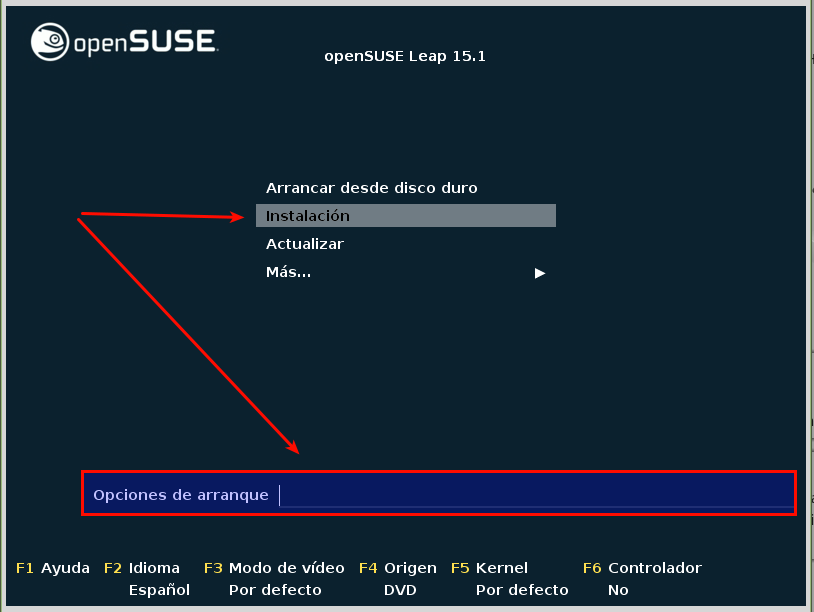 openSUSE
openSUSE Leap 15.1
Arrancar desde disco duro
Instalación
Actualizar
Más...
Opciones de arranque
F1 Ayuda F2 Idioma F3 Modo de vídeo F4 Origen F5 Kernel F6 Controlador
Español Por defecto DVD Por defecto No